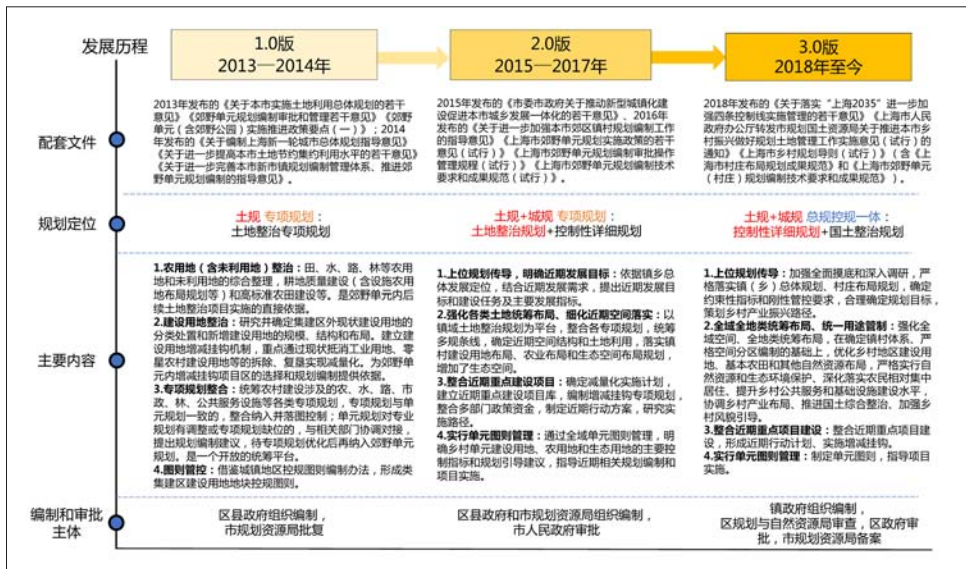 发展历程
1.0版
2013—2014年
2.0版
2015—2017年
3.0版
2018年至今
配套文件
2013年发布的《关于本市实施土地利用总体规划的若干
意见》《郊野单元规划编制审批和管理若干意见》《郊野
单元(含郊野公园)实施推进政策要点(一)》;2014
年发布的《关于编制上海新一轮城市总体规划指导意见》
《关于进一步提高本市土地节约集约利用水平的若干意见》
《关于进一步完善本市新市镇规划编制管理体系、推进郊
野单元规划编制的指导意见》。
2015年发布的《市委市政府关于推动新型城镇化建
设促进本市城乡发展一体化的若干意见》、2016年
发布的《关于进一步加强本市郊区镇村规划编制工作
的指导意见》《上海市郊野单元规划实施政策的若干
意见(试行)》《上海市郊野单元规划编制审批操作
管理规程(试行)》《上海市郊野单元规划编制技术
要求和成果规范(试行)》。
2018年发布的《关于落实“上海2035”进一步加
强四条控制线实施管理的若干意见》《上海市人民
政府办公厅转发市规划国土资源局关于推进本市乡
村振兴做好规划土地管理工作实施意见(试行)的
通知》《上海市乡村规划导则(试行)》(含《上
海市村庄布局规划成果规范》和《上海市郊野单元
(村庄)规划编制技术要求和成果规范》)。
规划定位
土规 专项规划:
土地整治专项规划
土规+城规 专项规划:
土地整治规划+控制性详细规划
土规+城规 总规控规一体:
控制性详细规划+国土整治规划
主要内容
1.农用地(含未利用地)整治:田、水、路、林等农用
地和未利用地的综合整理,耕地质量建设(含设施农用
地布局规划等)和高标准农田建设等。是郊野单元内后
续土地整治项目实施的直接依据。
2.建设用地整治:研究并确定集建区外现状建设用地的
分类处置和新增建设用地的规模、结构和布局。建立建
设用地增减挂钩机制,重点通过现状低消工业用地、零
星农村建设用地等的拆除、复垦实现减量化。为郊野单
元内增减挂钩项目区的选择和规划编制提供依据。
3.专项规划整合:统筹农村建设涉及的农、水、路、市
政、林、公共服务设施等各类专项规划,专项规划与单
元规划一致的,整合纳入并落图控制;单元规划对专业规
划有调整或专项规划缺位的,与相关部门协调对接,
提出规划编制建议,待专项规划优化后再纳入郊野单元
规划。是一个开放的统筹平台。
4.图则管控:借鉴城镇地区控规图则编制办法,形成类
集建区建设用地地块控规图则。
1.上位规划传导,明确近期发展目标:依据镇乡总
体发展定位,结合近期发展需求,提出近期发展目
标和建设任务及主要发展指标。
2.强化各类土地统筹布局、细化近期空间落实:以
镇域土地整治规划为平台,整合各专项规划,统筹
多规条线,确定近期空间结构和土地利用,落实镇
村建设用地布局、农业布局和生态空间布局规划,
增加了生态空间。
3.整合近期重点建设项目:确定减量化实施计划,
建立近期重点建设项目库,编制增减挂钩专项规划,
整合多部门政策资金,制定近期行动方案,研究实
施路径。
4.实行单元图则管理:通过全域单元图则管理,明
确乡村单元建设用地、农用地和生态用地的主要控
制指标和规划引导建议,指导近期相关规划编制和
项目实施。
1.上位规划传导:加强全面摸底和深入调研,严
格落实镇(乡)总体规划、村庄布局规划,确定
约束性指标和刚性管控要求,合理确定规划目标,
策划乡村产业振兴路径。
2.全域全地类统筹布局、统一用途管制:强化全
域空间、全地类统筹布局,在确定镇村体系、严
格空间分区编制的基础上,优化乡村地区建设用
地、基本农田和其他自然资源布局,严格实行自
然资源和生态环境保护、深化落实农民相对集中
居住、提升乡村公共服务和基础设施建设水平,
协调乡村产业布局、推进国土综合整治、加强乡
村风貌引导。
3.整合近期重点项目建设:整合近期重点项目建
设,形成近期行动计划、实施增减挂钩。
4.实行单元图则管理:制定单元图则,指导项目
实施。
编制和审批
主体
区县政府组织编制,
市规划资源局批复
区县政府和市规划资源局组织编制,
市人民政府审批
镇政府组织编制,
区规划与自然资源局审查,区政府审
批,市规划资源局备案